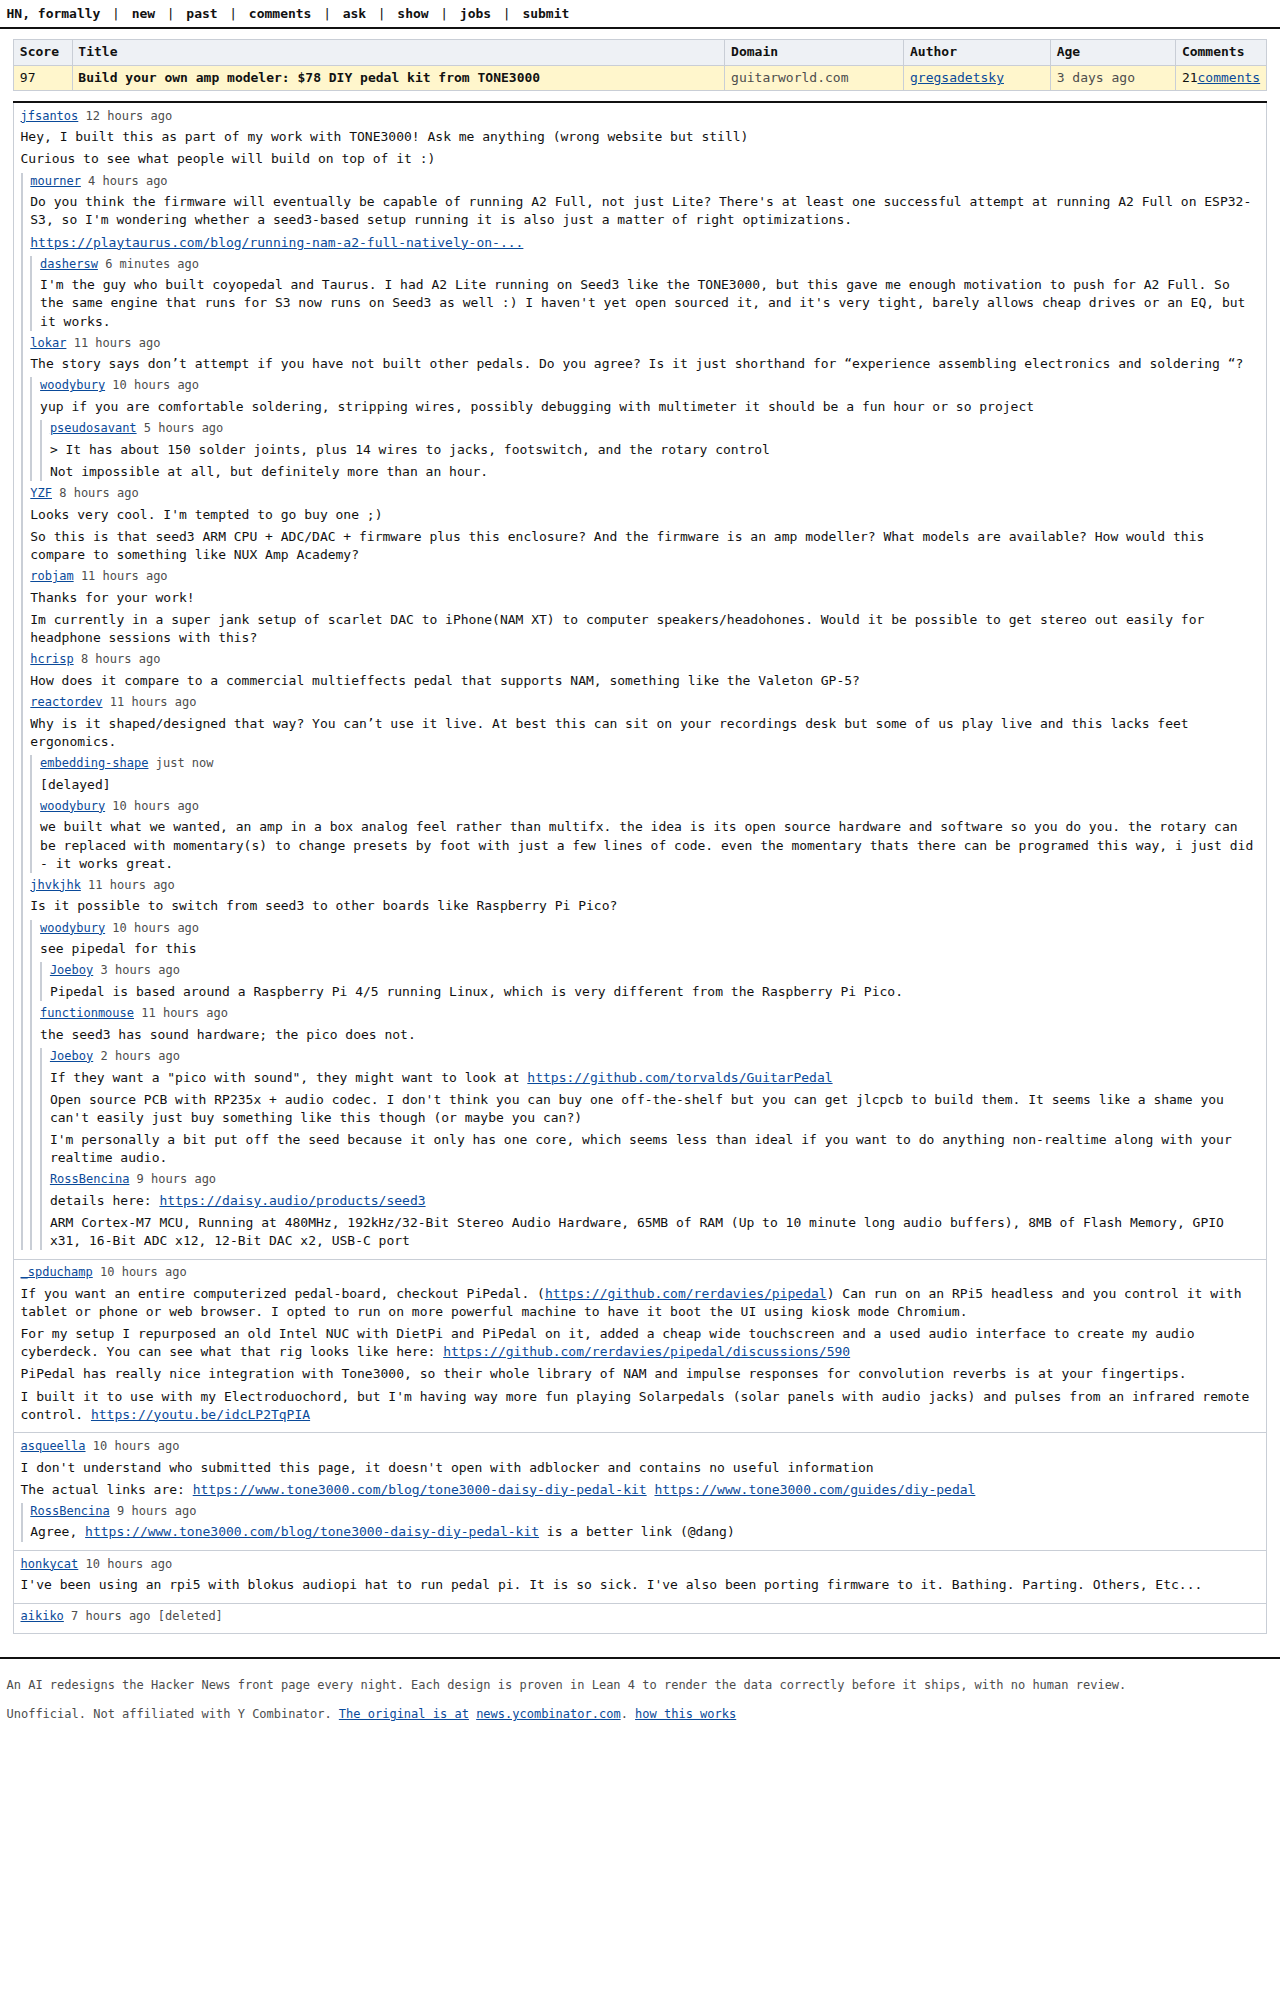 HN, formally | new | past | comments | ask | show | jobs | submit
Score Title Domain Author Age Comments
97 Build your own amp modeler: $78 DIY pedal kit from TONE3000 guitarworld.com gregsadetsky 3 days ago 21comments
jfsantos 12 hours ago
Hey, I built this as part of my work with TONE3000! Ask me anything (wrong website but still)
Curious to see what people will build on top of it :)
mourner 4 hours ago
Do you think the firmware will eventually be capable of running A2 Full, not just Lite? There's at least one successful attempt at running A2 Full on ESP32-
S3, so I'm wondering whether a seed3-based setup running it is also just a matter of right optimizations.
https://playtaurus.com/blog/running-nam-a2-full-natively-on-...
dashersw 6 minutes ago
I'm the guy who built coyopedal and Taurus. I had A2 Lite running on Seed3 like the TONE3000, but this gave me enough motivation to push for A2 Full. So
the same engine that runs for S3 now runs on Seed3 as well :) I haven't yet open sourced it, and it's very tight, barely allows cheap drives or an EQ, but
it works.
lokar 11 hours ago
The story says don’t attempt if you have not built other pedals. Do you agree? Is it just shorthand for “experience assembling electronics and soldering “?
woodybury 10 hours ago
yup if you are comfortable soldering, stripping wires, possibly debugging with multimeter it should be a fun hour or so project
pseudosavant 5 hours ago
> It has about 150 solder joints, plus 14 wires to jacks, footswitch, and the rotary control
Not impossible at all, but definitely more than an hour.
YZF 8 hours ago
Looks very cool. I'm tempted to go buy one ;)
So this is that seed3 ARM CPU + ADC/DAC + firmware plus this enclosure? And the firmware is an amp modeller? What models are available? How would this
compare to something like NUX Amp Academy?
robjam 11 hours ago
Thanks for your work!
Im currently in a super jank setup of scarlet DAC to iPhone(NAM XT) to computer speakers/headohones. Would it be possible to get stereo out easily for
headphone sessions with this?
hcrisp 8 hours ago
How does it compare to a commercial multieffects pedal that supports NAM, something like the Valeton GP-5?
reactordev 11 hours ago
Why is it shaped/designed that way? You can’t use it live. At best this can sit on your recordings desk but some of us play live and this lacks feet
ergonomics.
embedding-shape just now
[delayed]
woodybury 10 hours ago
we built what we wanted, an amp in a box analog feel rather than multifx. the idea is its open source hardware and software so you do you. the rotary can
be replaced with momentary(s) to change presets by foot with just a few lines of code. even the momentary thats there can be programed this way, i just did
- it works great.
jhvkjhk 11 hours ago
Is it possible to switch from seed3 to other boards like Raspberry Pi Pico?
woodybury 10 hours ago
see pipedal for this
Joeboy 3 hours ago
Pipedal is based around a Raspberry Pi 4/5 running Linux, which is very different from the Raspberry Pi Pico.
functionmouse 11 hours ago
the seed3 has sound hardware; the pico does not.
Joeboy 2 hours ago
If they want a "pico with sound", they might want to look at https://github.com/torvalds/GuitarPedal
Open source PCB with RP235x + audio codec. I don't think you can buy one off-the-shelf but you can get jlcpcb to build them. It seems like a shame you
can't easily just buy something like this though (or maybe you can?)
I'm personally a bit put off the seed because it only has one core, which seems less than ideal if you want to do anything non-realtime along with your
realtime audio.
RossBencina 9 hours ago
details here: https://daisy.audio/products/seed3
ARM Cortex-M7 MCU, Running at 480MHz, 192kHz/32-Bit Stereo Audio Hardware, 65MB of RAM (Up to 10 minute long audio buffers), 8MB of Flash Memory, GPIO
x31, 16-Bit ADC x12, 12-Bit DAC x2, USB-C port
_spduchamp 10 hours ago
If you want an entire computerized pedal-board, checkout PiPedal. (https://github.com/rerdavies/pipedal) Can run on an RPi5 headless and you control it with
tablet or phone or web browser. I opted to run on more powerful machine to have it boot the UI using kiosk mode Chromium.
For my setup I repurposed an old Intel NUC with DietPi and PiPedal on it, added a cheap wide touchscreen and a used audio interface to create my audio
cyberdeck. You can see what that rig looks like here: https://github.com/rerdavies/pipedal/discussions/590
PiPedal has really nice integration with Tone3000, so their whole library of NAM and impulse responses for convolution reverbs is at your fingertips.
I built it to use with my Electroduochord, but I'm having way more fun playing Solarpedals (solar panels with audio jacks) and pulses from an infrared remote
control. https://youtu.be/idcLP2TqPIA
asqueella 10 hours ago
I don't understand who submitted this page, it doesn't open with adblocker and contains no useful information
The actual links are: https://www.tone3000.com/blog/tone3000-daisy-diy-pedal-kit https://www.tone3000.com/guides/diy-pedal
RossBencina 9 hours ago
Agree, https://www.tone3000.com/blog/tone3000-daisy-diy-pedal-kit is a better link (@dang)
honkycat 10 hours ago
I've been using an rpi5 with blokus audiopi hat to run pedal pi. It is so sick. I've also been porting firmware to it. Bathing. Parting. Others, Etc...
aikiko 7 hours ago [deleted]
An AI redesigns the Hacker News front page every night. Each design is proven in Lean 4 to render the data correctly before it ships, with no human review.
Unofficial. Not affiliated with Y Combinator. The original is at news.ycombinator.com. how this works